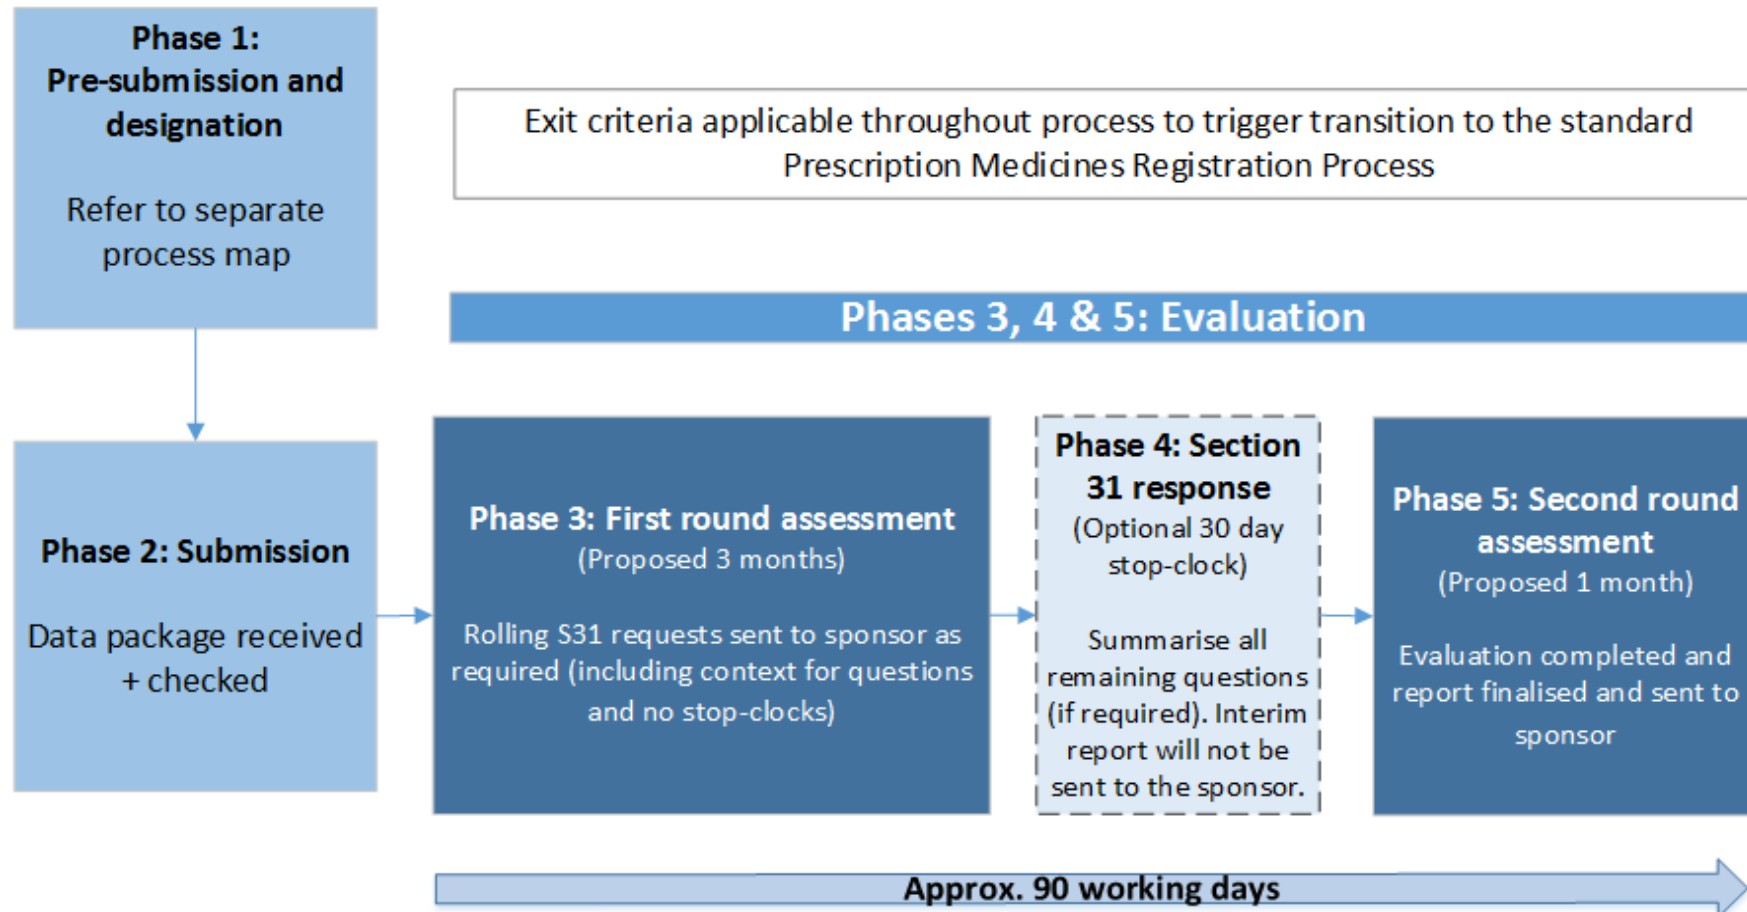 Phase 1:
Pre-submission and
designation
Refer to separate
process map
Exit criteria applicable throughout process to trigger transition to the standard
Prescription Medicines Registration Process
Phases 3, 4 & 5: Evaluation
Phase 2: Submission
Data package received
+ checked
Phase 3: First round assessment
(Proposed 3 months)
Rolling S31 requests sent to sponsor as
required (including context for questions
and no stop-clocks)
Phase 4: Section
31 response
(Optional 30 day
stop-clock)
Summarise all
remaining questions
(if required). Interim
report will not be
sent to the sponsor.
Phase 5: Second round
assessment
(Proposed 1 month)
Evaluation completed and
report finalised and sent to
sponsor
Approx. 90 working days